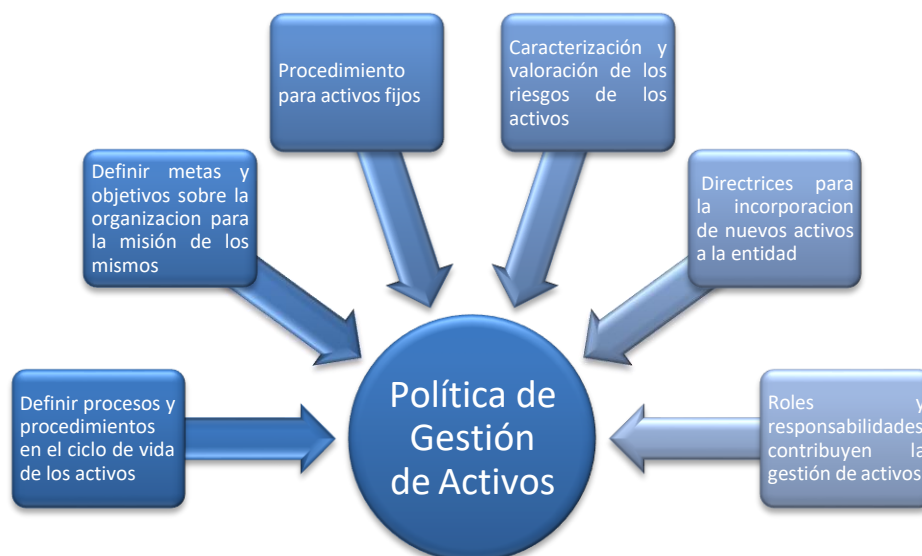 Procedimiento
para activos fijos
Caracterización y
valoración de los
riesgos de los
activos
Definir metas y
objetivos sobre la
organizacion para
la misión de los
mismos
Directrices para
la incorporacion
de nuevos activos
a la entidad
Definir procesos y
procedimientos
en el ciclo de vida
de los activos
Política de
Gestión
de Activos
Roles y
responsabilidades
contribuyen la
gestión de activos